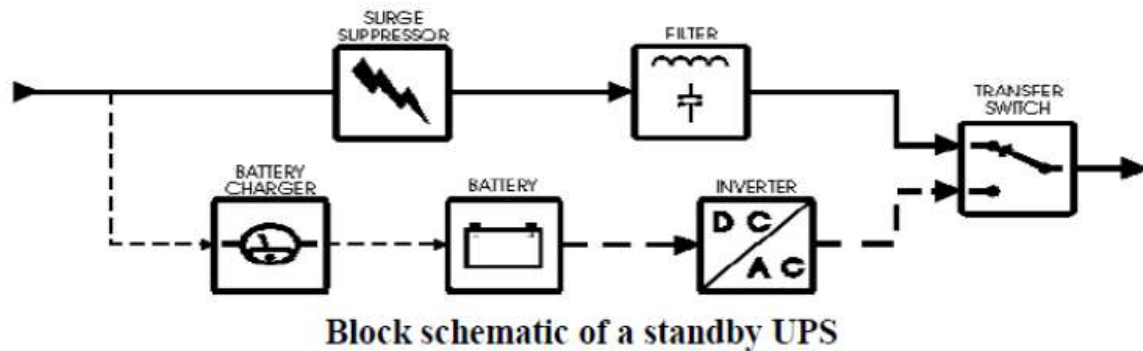 SURGE
SUPPRESSOR
FILTER
TRANSFER
SWITCH
BATTERY
CHARGER
BATTERY
INVERTER
D C
A C
Block schematic of a standby UPS